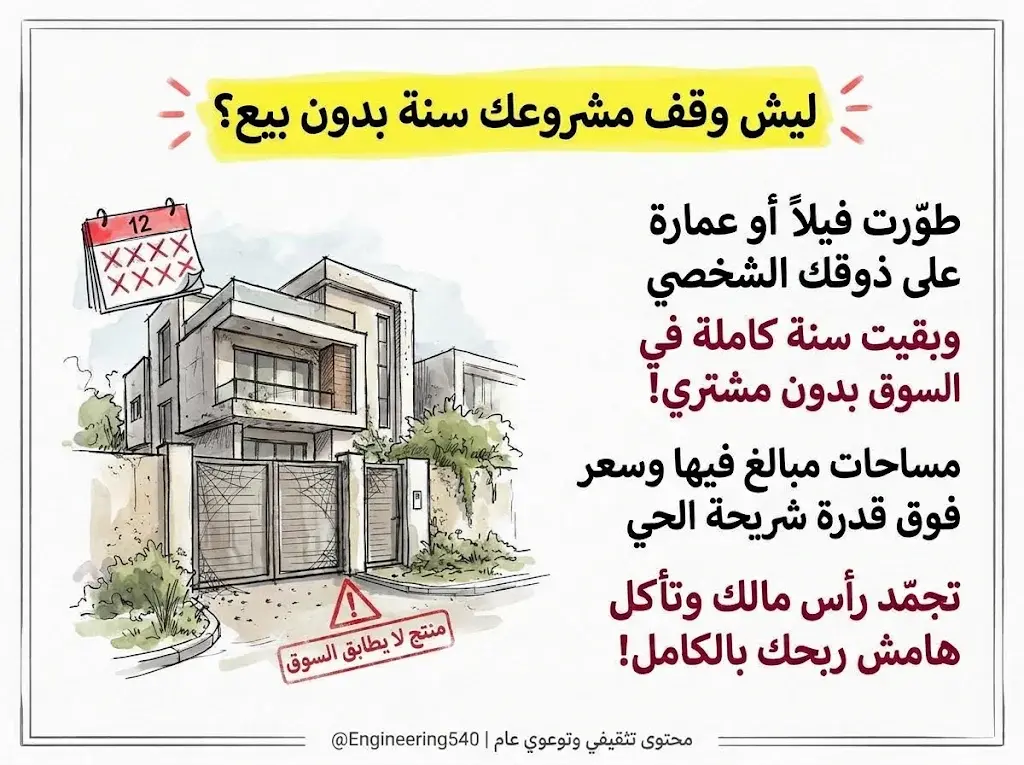 ليش وقف مشروعك سنة بدون بيع؟
طوّرت فيلاً أو عمارة
على ذوقك الشخصي
وبقيت سنة كاملة في
السوق بدون مشتري!
مساحات مبالغ فيها وسعر
فوق قدرة شريحة الحي
تجمّد رأس مالك وتأكل
هامش ربحك بالكامل!
12
منتج لا يطابق السوق
محتوى تثقيفي وتوعوي عام | @Engineering540